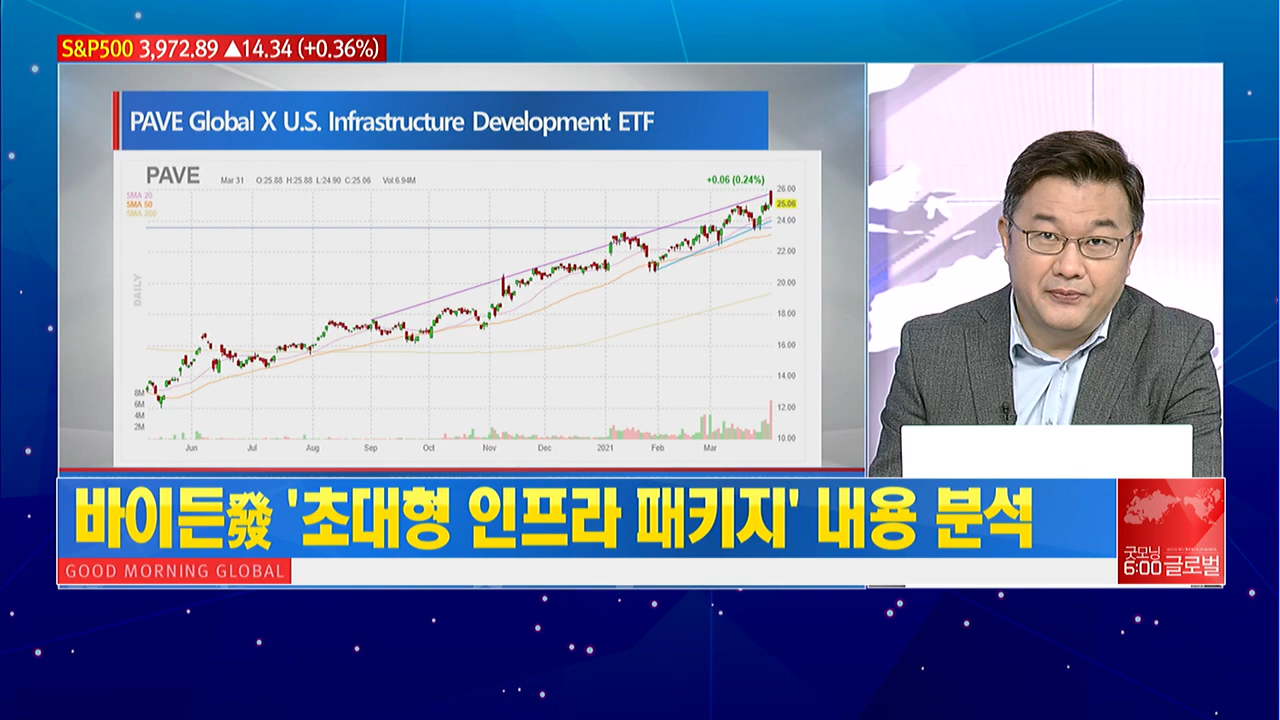 S&P500 3,972.89 ▲14.34 (+0.36%)
PAVE Global X U.S. Infrastructure Development ETF
PAVE Mar 31 O:25.88 H:25.88 L:24.90 C:25.06 Vol 6.94M +0.06 (0.24%)
SMA 20
SMA 50
SMA 200
DAILY
26.00
25.06
24.00
22.00
20.00
18.00
16.00
14.00
12.00
10.00
8M
6M
4M
2M
Jun Jul Aug Sep Oct Nov Dec 2021 Feb Mar
바이든發 '초대형 인프라 패키지' 내용 분석
GOOD MORNING GLOBAL
굿모닝
6:00 글로벌